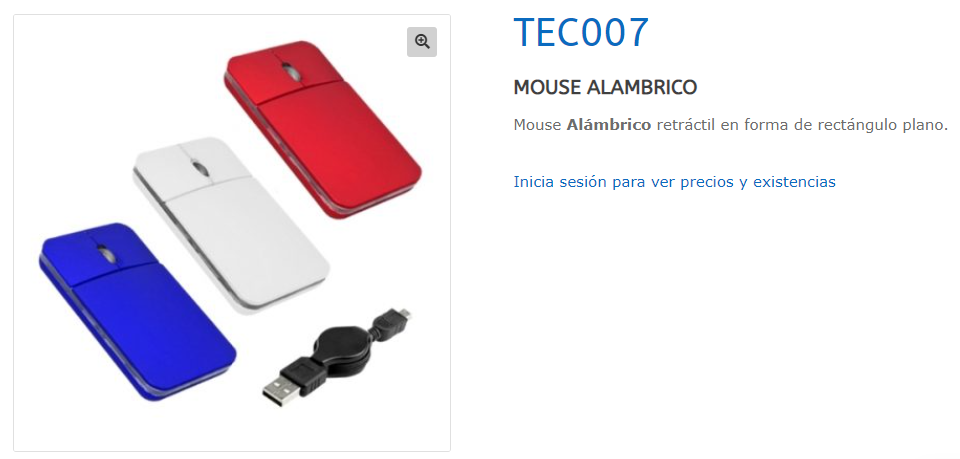 TEC007
MOUSE ALAMBRICO
Mouse Alámbrico retráctil en forma de rectángulo plano.
Inicia sesión para ver precios y existencias